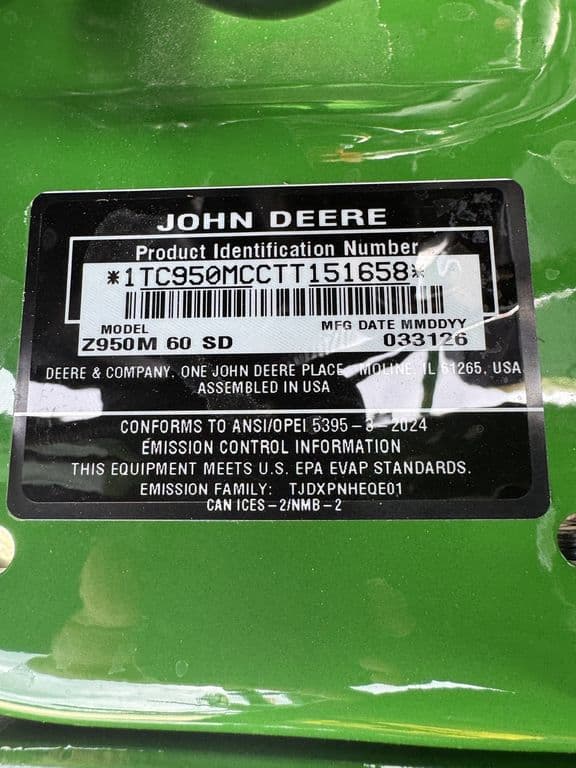 JOHN DEERE
Product Identification Number
*1TC950MCCTT151658*
MODEL
Z950M 60 SD
MFG DATE MMDDYY
033126
DEERE & COMPANY, ONE JOHN DEERE PLACE, MOLINE, IL 61265, USA
ASSEMBLED IN USA
CONFORMS TO ANSI/OPEI 5395-3-2024
EMISSION CONTROL INFORMATION
THIS EQUIPMENT MEETS U.S. EPA EVAP STANDARDS.
EMISSION FAMILY: TJDXPNHEQE01
CAN ICES-2/NMB-2